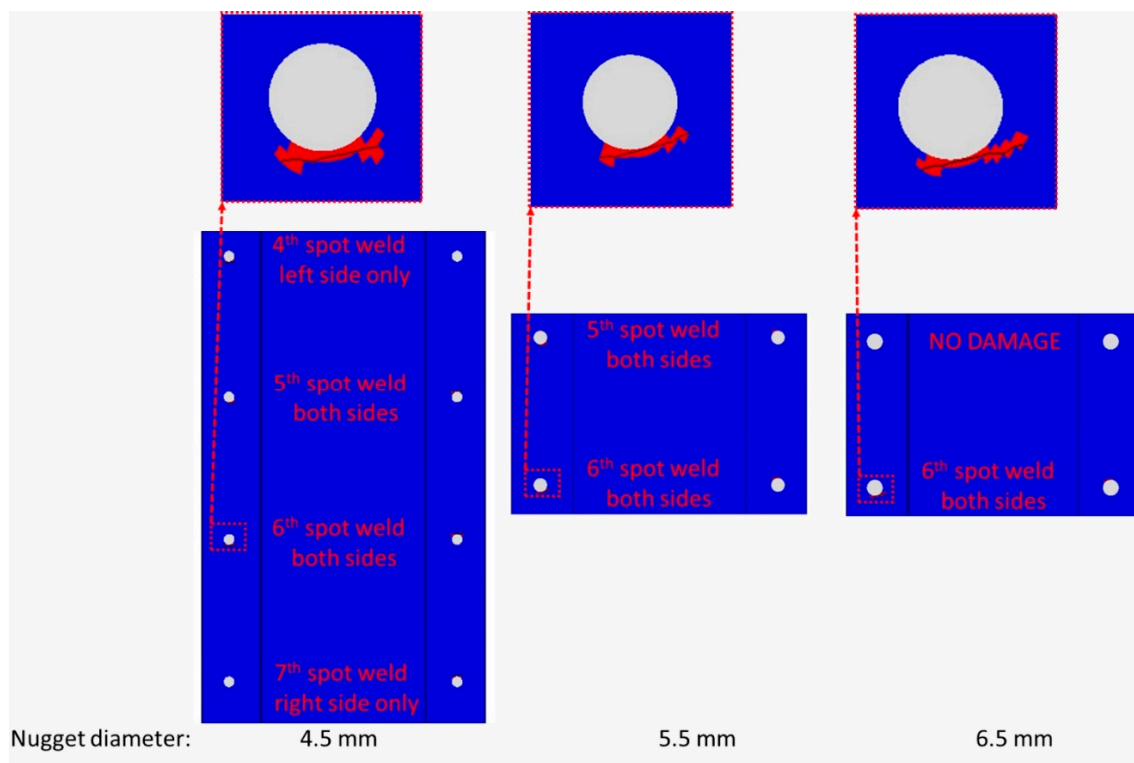 4th spot weld
left side only
5th spot weld
both sides
6th spot weld
both sides
7th spot weld
right side only
5th spot weld
both sides
6th spot weld
both sides
NO DAMAGE
6th spot weld
both sides
Nugget diameter: 4.5 mm 5.5 mm 6.5 mm